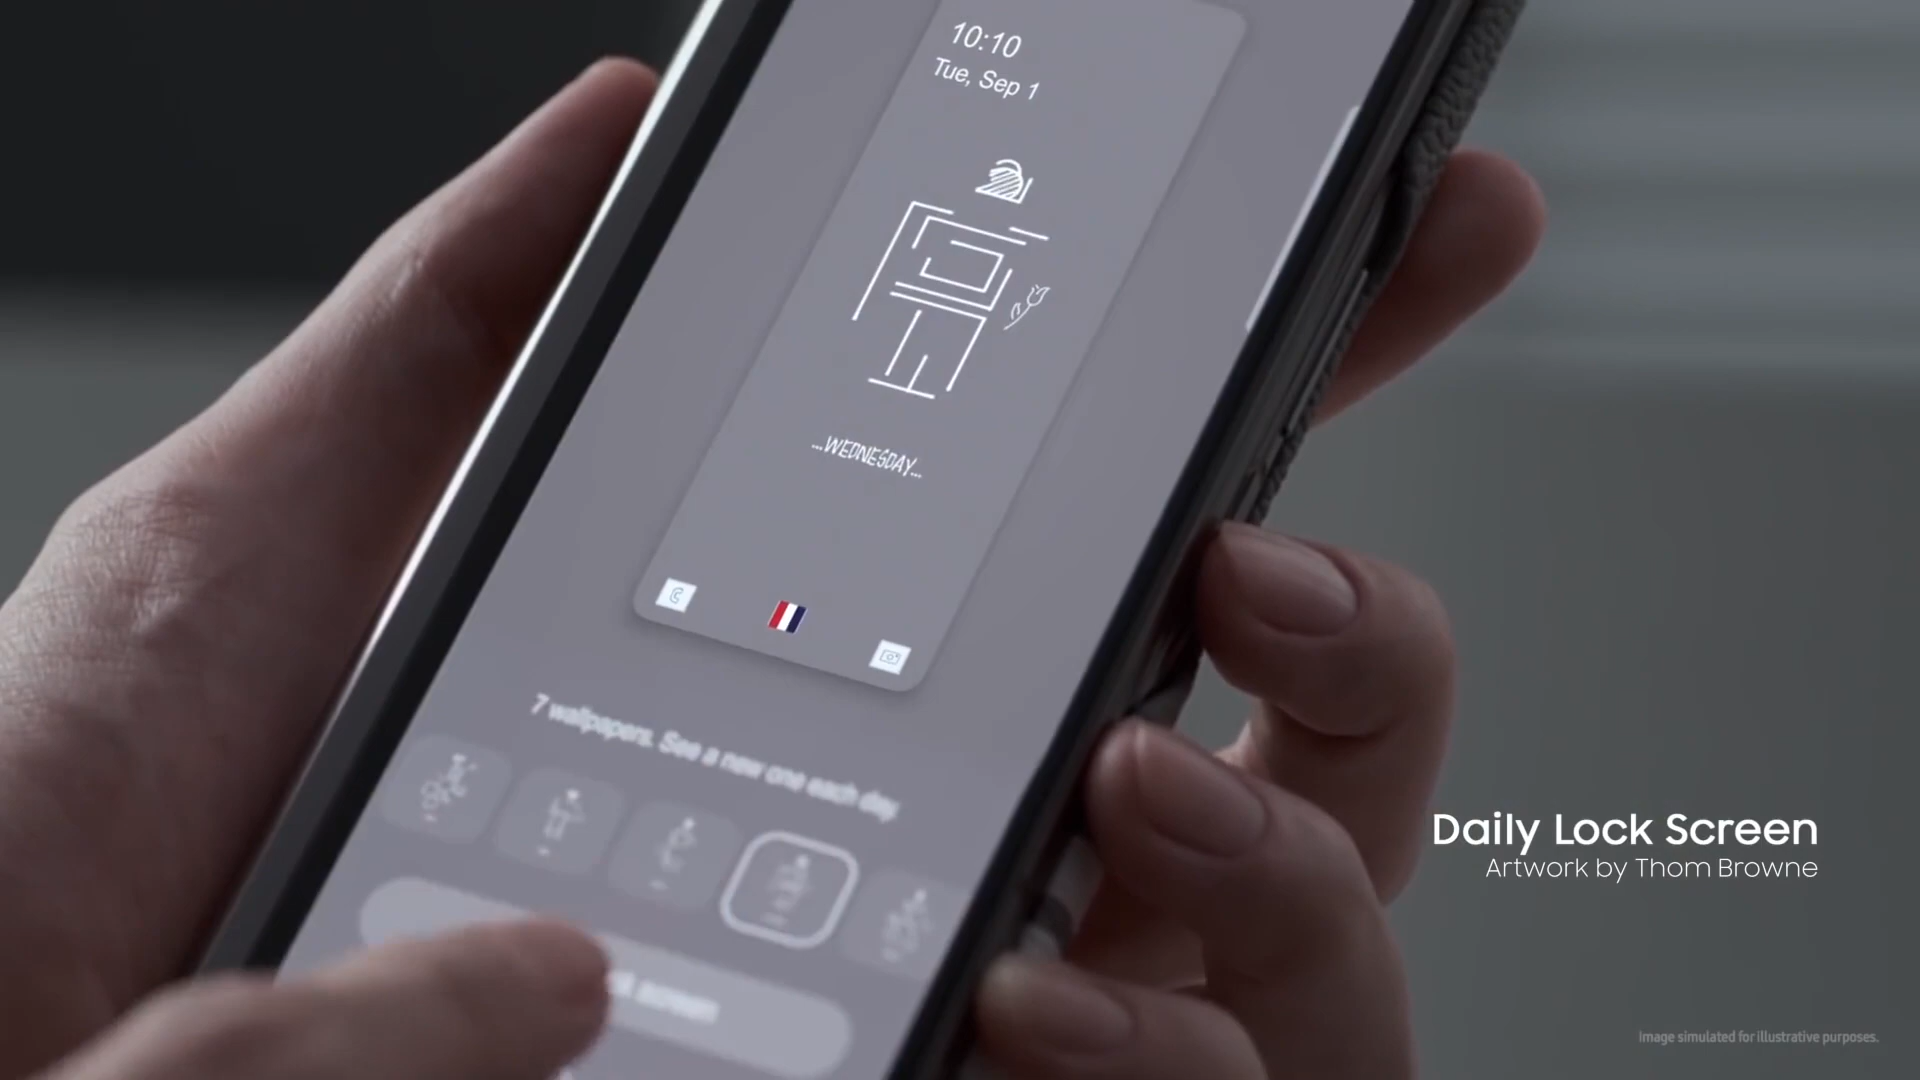 10:10
Tue, Sep 1
...WEDNESDAY...
7 wallpapers. See a new one each day.
screen
Daily Lock Screen
Artwork by Thom Browne
Image simulated for illustrative purposes.